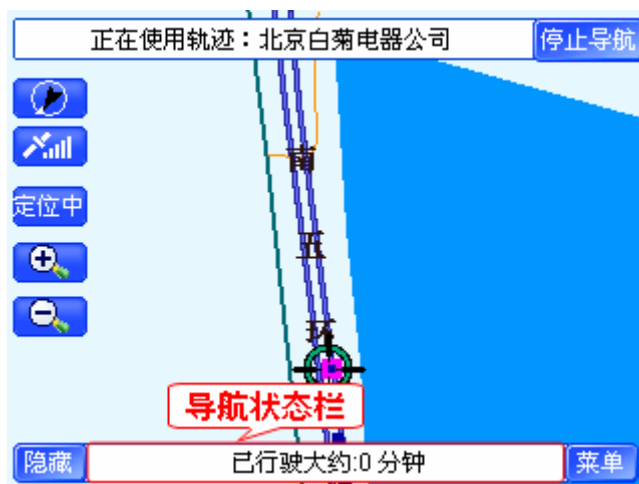 正在使用轨迹：北京白菊电器公司
停止导航
南
五
环
定位中
导航状态栏
隐藏
已行驶大约:0 分钟
菜单